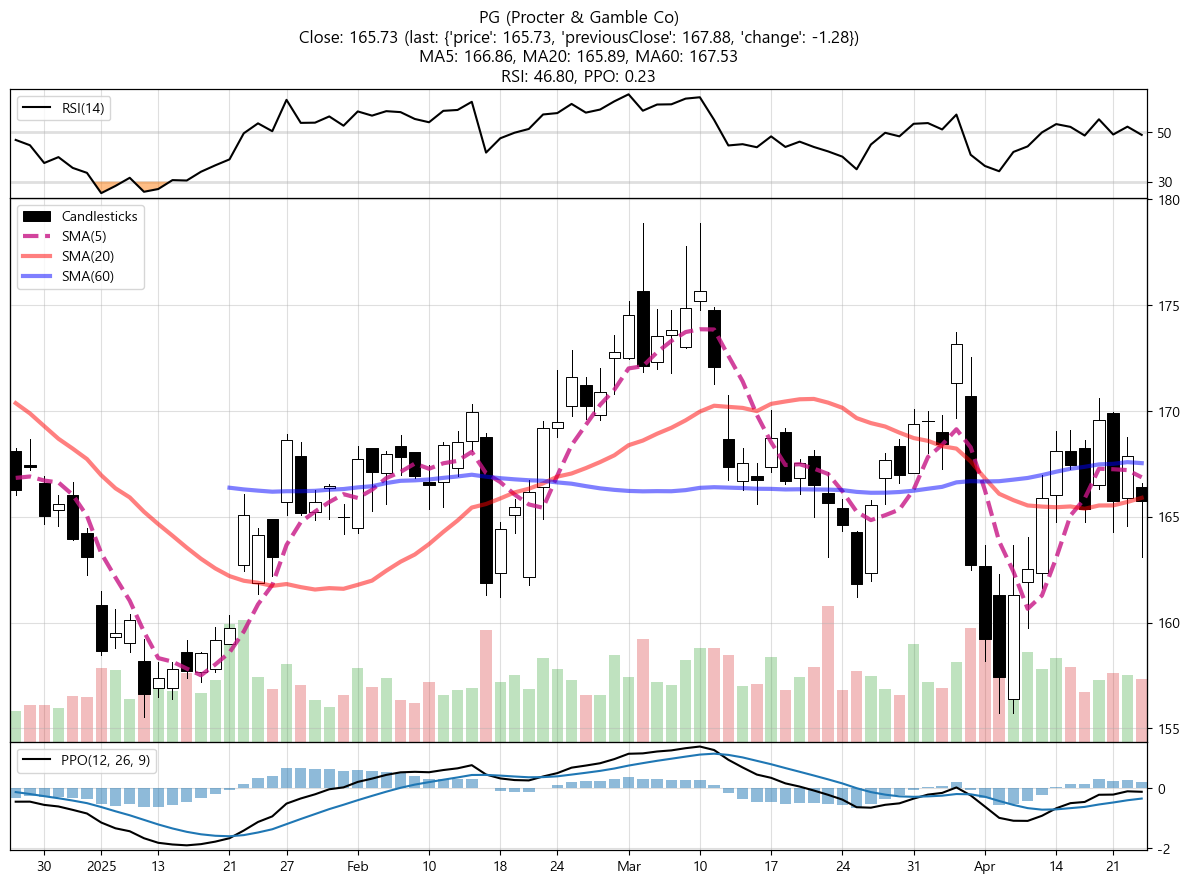 PG (Procter & Gamble Co)
Close: 165.73 (last: {'price': 165.73, 'previousClose': 167.88, 'change': -1.28})
MA5: 166.86, MA20: 165.89, MA60: 167.53
RSI: 46.80, PPO: 0.23
RSI(14)
50
30
180
Candlesticks
SMA(5)
SMA(20)
SMA(60)
175
170
165
160
155
PPO(12, 26, 9)
0
-2
30 2025 13 21 27 Feb 10 18 24 Mar 10 17 24 31 Apr 14 21